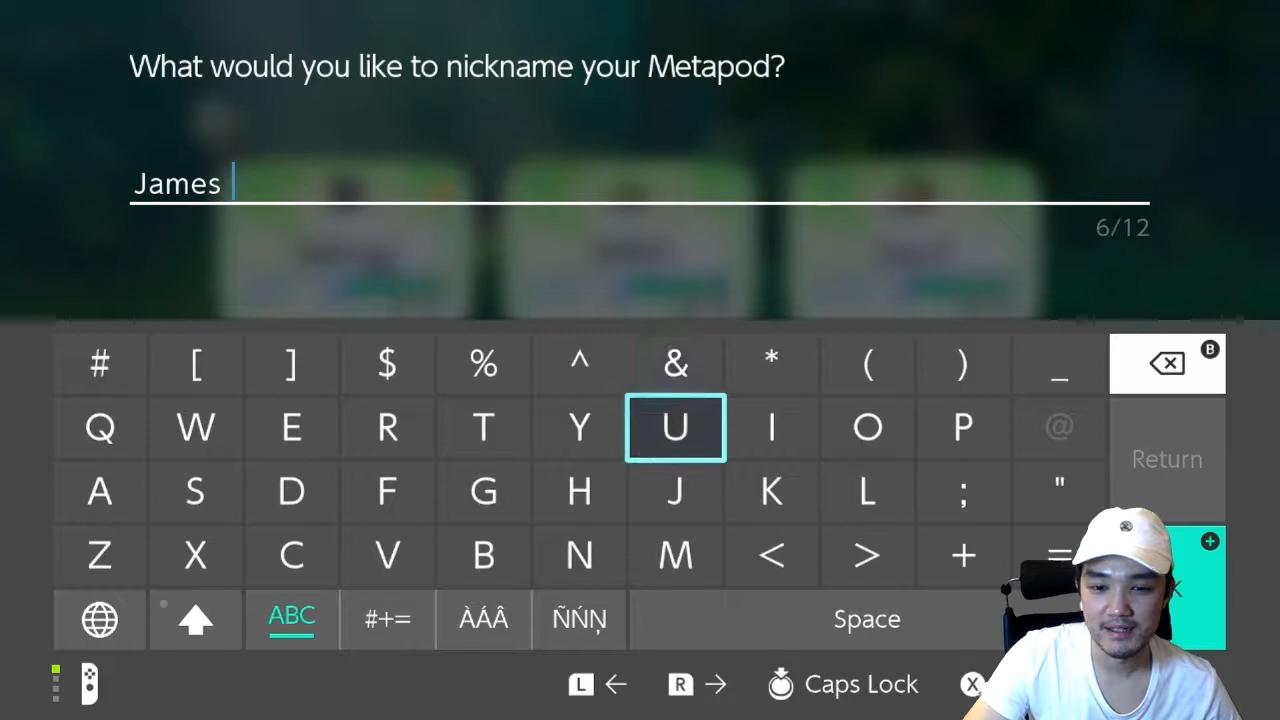 What would you like to nickname your Metapod?
James
6/12
# [ ] $ % ^ & * ( ) _ B
Q W E R T Y U I O P @ Return
A S D F G H J K L ; "
Z X C V B N M < > + = +
ABC #+= ÀÁÂ ÑŃŅ Space
L ← R → Caps Lock X